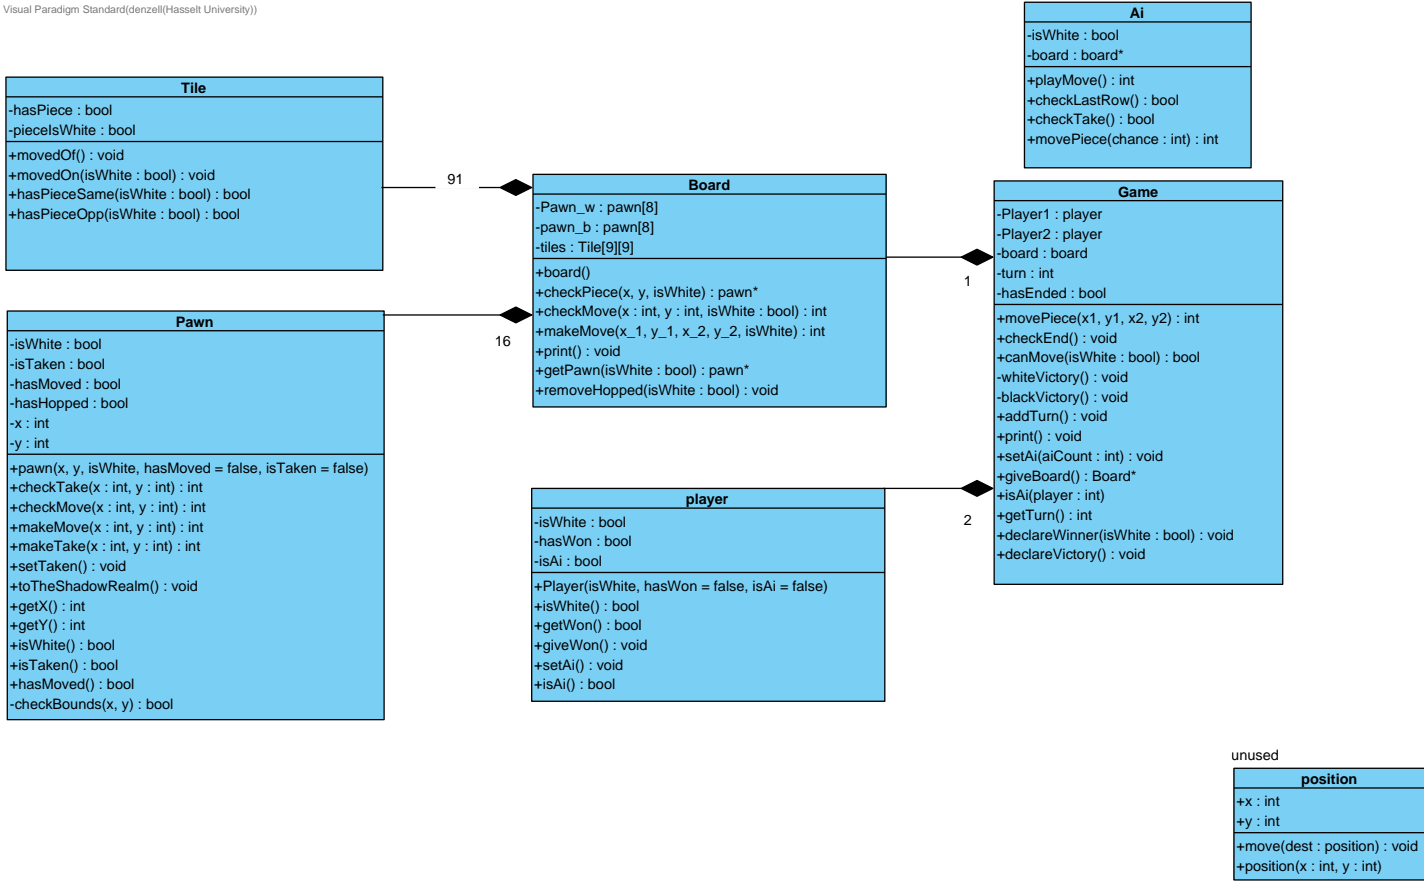 Visual Paradigm Standard(denzell(Hasselt University))
Ai
-isWhite : bool
-board : board*
+playMove() : int
+checkLastRow() : bool
+checkTake() : bool
+movePiece(chance : int) : int
Tile
-hasPiece : bool
-pieceIsWhite : bool
+movedOf() : void
+movedOn(isWhite : bool) : void
+hasPieceSame(isWhite : bool) : bool
+hasPieceOpp(isWhite : bool) : bool
91
Board
-Pawn_w : pawn[8]
-pawn_b : pawn[8]
-tiles : Tile[9][9]
+board()
+checkPiece(x, y, isWhite) : pawn*
+checkMove(x : int, y : int, isWhite : bool) : int
+makeMove(x_1, y_1, x_2, y_2, isWhite) : int
+print() : void
+getPawn(isWhite : bool) : pawn*
+removeHopped(isWhite : bool) : void
1
Game
-Player1 : player
-Player2 : player
-board : board
-turn : int
-hasEnded : bool
+movePiece(x1, y1, x2, y2) : int
+checkEnd() : void
+canMove(isWhite : bool) : bool
-whiteVictory() : void
-blackVictory() : void
+addTurn() : void
+print() : void
+setAi(aiCount : int) : void
+giveBoard() : Board*
+isAi(player : int)
+getTurn() : int
+declareWinner(isWhite : bool) : void
+declareVictory() : void
Pawn
-isWhite : bool
-isTaken : bool
-hasMoved : bool
-hasHopped : bool
-x : int
-y : int
+pawn(x, y, isWhite, hasMoved = false, isTaken = false)
+checkTake(x : int, y : int) : int
+checkMove(x : int, y : int) : int
+makeMove(x : int, y : int) : int
+makeTake(x : int, y : int) : int
+setTaken() : void
+toTheShadowRealm() : void
+getX() : int
+getY() : int
+isWhite() : bool
+isTaken() : bool
+hasMoved() : bool
-checkBounds(x, y) : bool
16
player
-isWhite : bool
-hasWon : bool
-isAi : bool
+Player(isWhite, hasWon = false, isAi = false)
+isWhite() : bool
+getWon() : bool
+giveWon() : void
+setAi() : void
+isAi() : bool
2
unused
position
+x : int
+y : int
+move(dest : position) : void
+position(x : int, y : int)